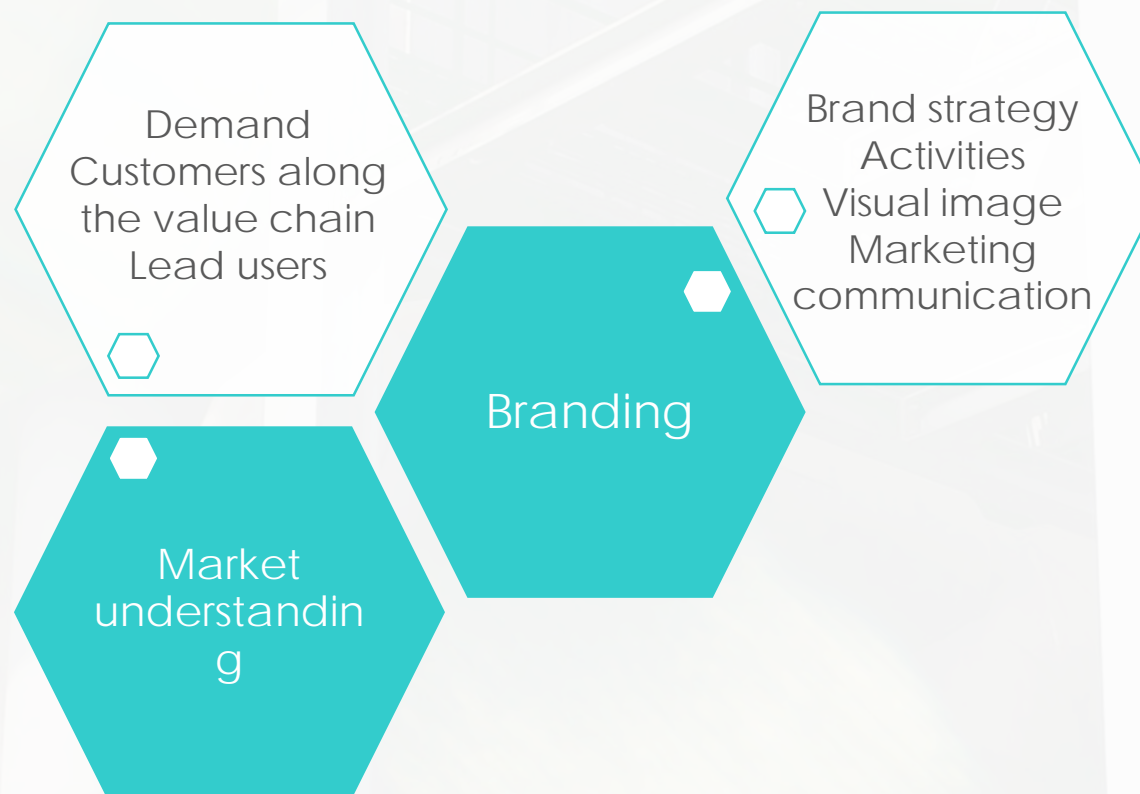 Demand
Customers along
the value chain
Lead users
Brand strategy
Activities
Visual image
Marketing
communication
Branding
Market
understandin
g